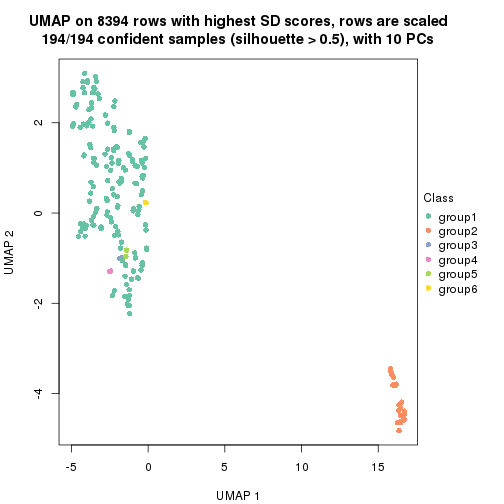 UMAP on 8394 rows with highest SD scores, rows are scaled
194/194 confident samples (silhouette > 0.5), with 10 PCs
2
0
-2
-4
UMAP 2
-5
0
5
10
15
UMAP 1
Class
group1
group2
group3
group4
group5
group6